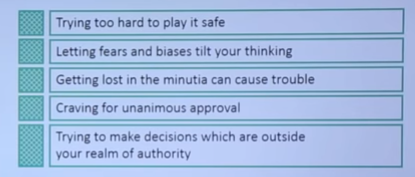 Trying too hard to play it safe
Letting fears and biases tilt your thinking
Getting lost in the minutia can cause trouble
Craving for unanimous approval
Trying to make decisions which are outside
your realm of authority